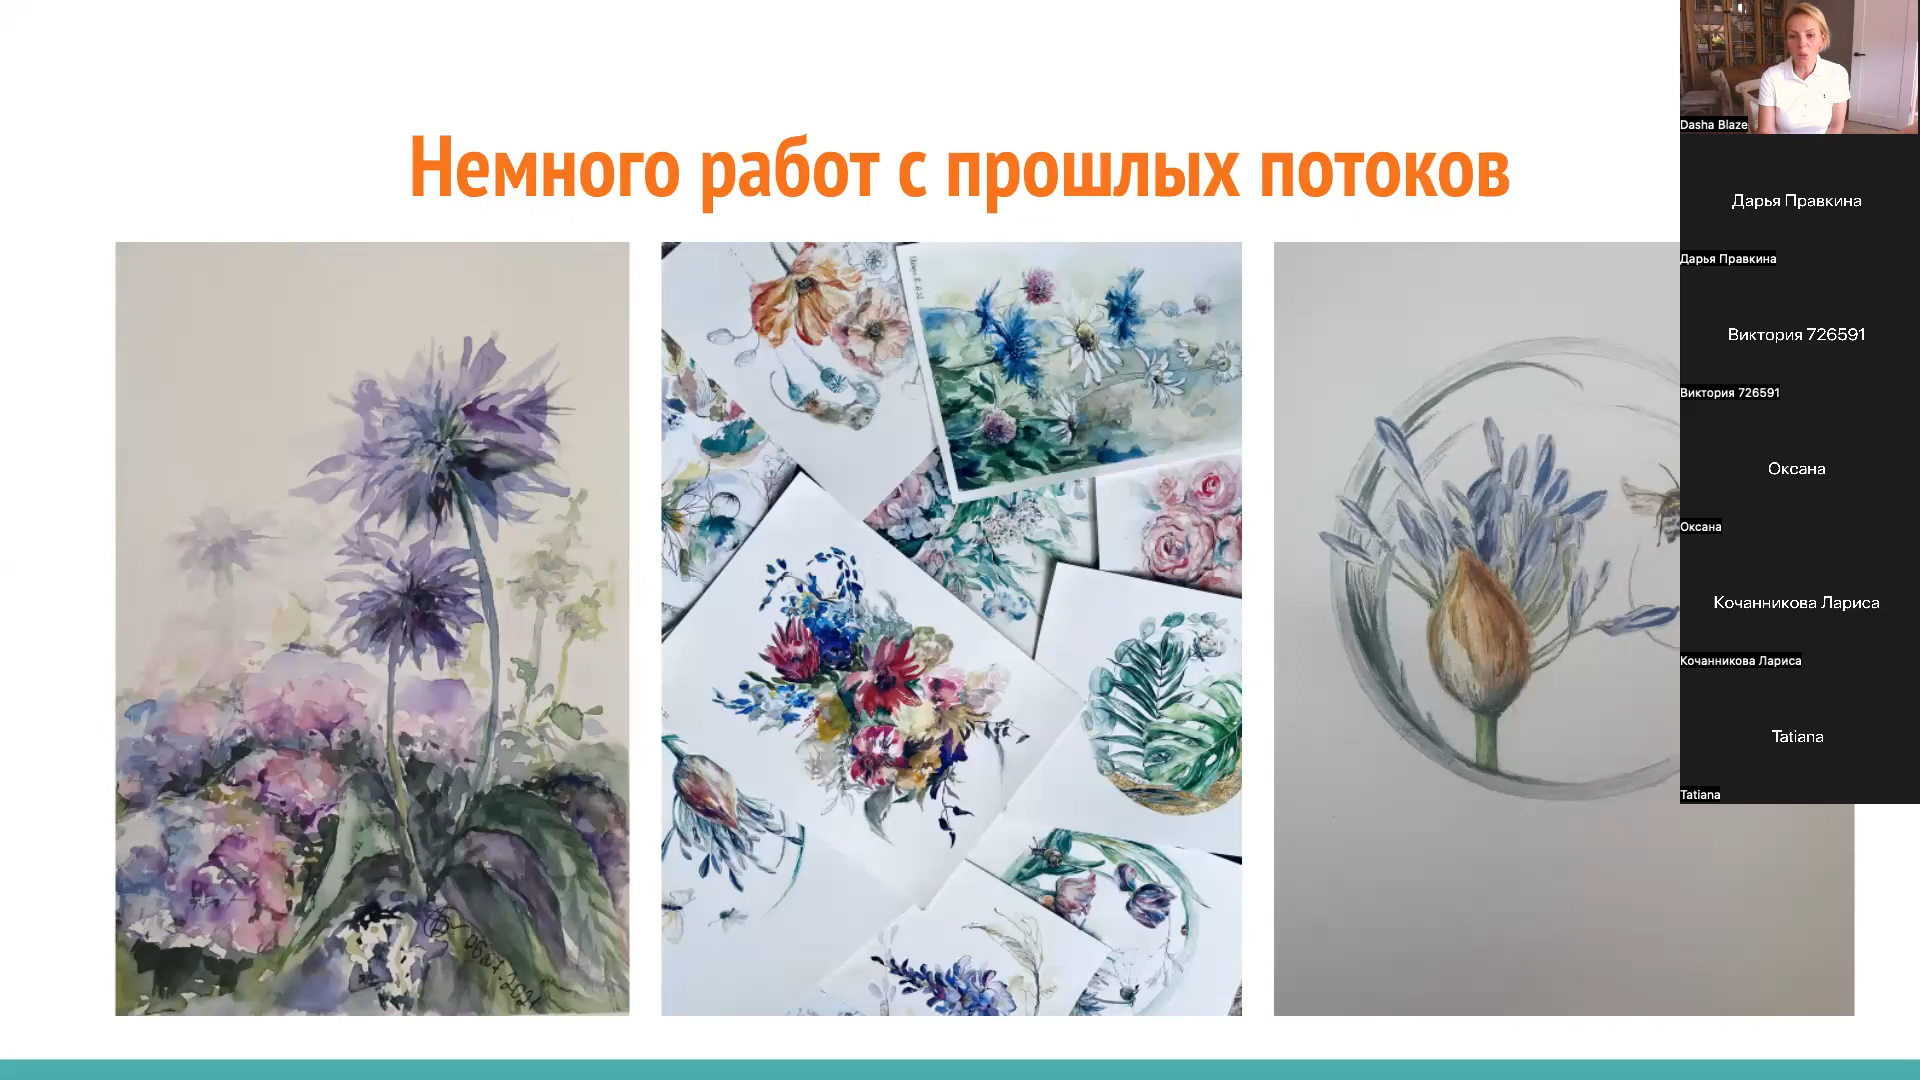 Немного работ с прошлых потоков
Dasha Blaze
Дарья Правкина
Дарья Правкина
Виктория 726591
Виктория 726591
Оксана
Оксана
Кочанникова Лариса
Кочанникова Лариса
Tatiana
Tatiana